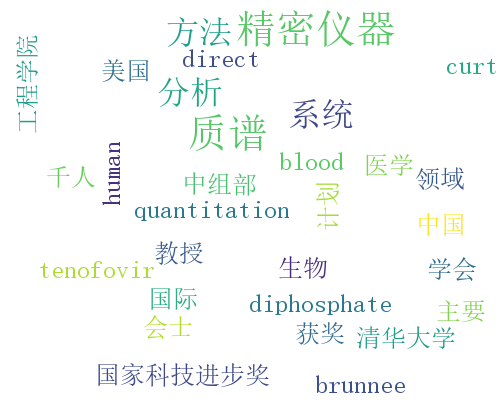 方法 精密仪器
工程学院
美国 direct
curt
分析
系统
质谱
human
blood 医学
千人 中组部 领域
计划
quantitation
中国
教授
tenofovir 生物 学会
国际 diphosphate 主要
会士 获奖 清华大学
国家科技进步奖
brunnee